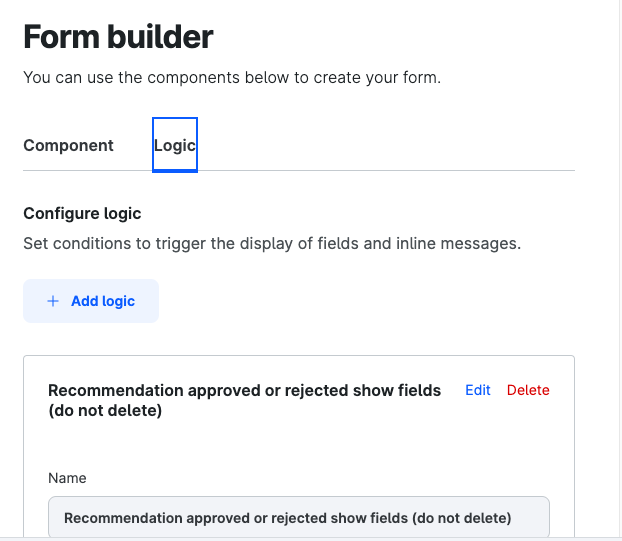 Form builder
You can use the components below to create your form.
Component Logic
Configure logic
Set conditions to trigger the display of fields and inline messages.
+ Add logic
Recommendation approved or rejected show fields Edit Delete
(do not delete)
Name
Recommendation approved or rejected show fields (do not delete)